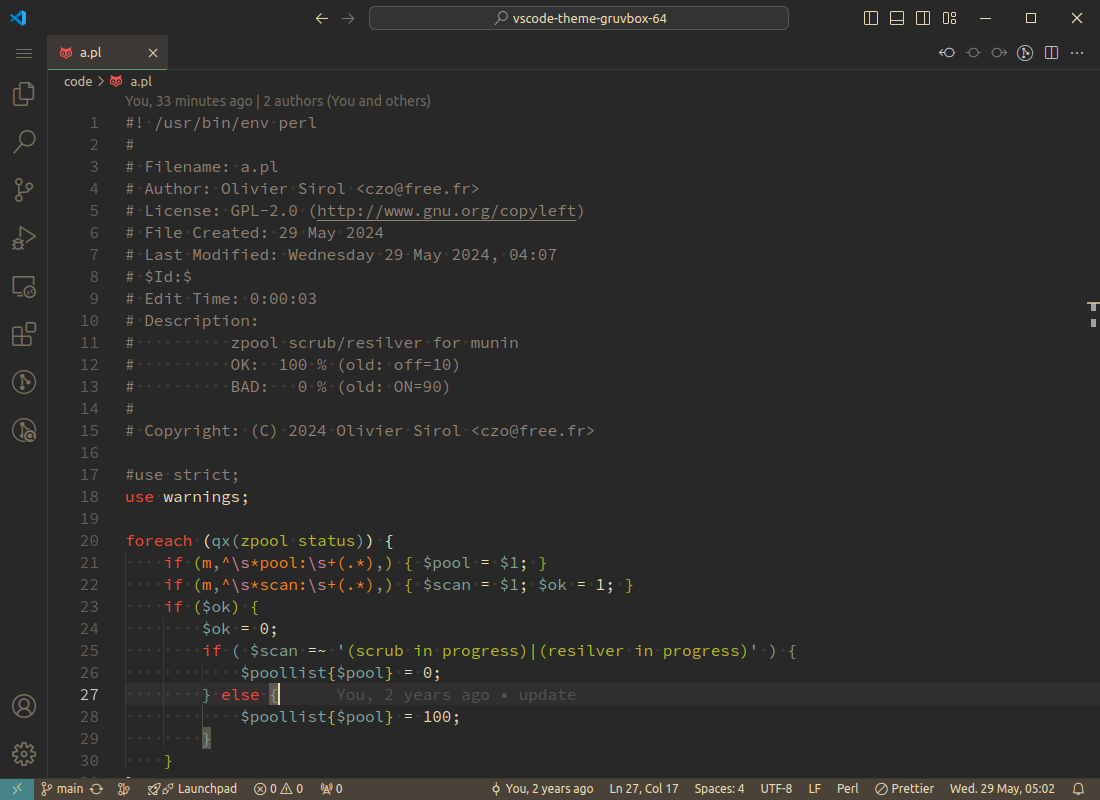 vscode-theme-gruvbox-64
a.pl
code > a.pl
You, 33 minutes ago | 2 authors (You and others)
1 #! /usr/bin/env perl
2 #
3 # Filename: a.pl
4 # Author: Olivier Sirol <czo@free.fr>
5 # License: GPL-2.0 (http://www.gnu.org/copyleft)
6 # File Created: 29 May 2024
7 # Last Modified: Wednesday 29 May 2024, 04:07
8 # $Id:$
9 # Edit Time: 0:00:03
10 # Description:
11 #          zpool scrub/resilver for munin
12 #          OK:  100 % (old: off=10)
13 #          BAD:   0 % (old: ON=90)
14 #
15 # Copyright: (C) 2024 Olivier Sirol <czo@free.fr>
16
17 #use strict;
18 use warnings;
19
20 foreach (qx(zpool status)) {
21     if (m,^\s*pool:\s+(.*),) { $pool = $1; }
22     if (m,^\s*scan:\s+(.*),) { $scan = $1; $ok = 1; }
23     if ($ok) {
24         $ok = 0;
25         if ( $scan =~ '(scrub in progress)|(resilver in progress)' ) {
26             $poollist{$pool} = 0;
27         } else {      You, 2 years ago • update
28             $poollist{$pool} = 100;
29         }
30     }
main Launchpad 0 0 0 You, 2 years ago Ln 27, Col 17 Spaces: 4 UTF-8 LF Perl Prettier Wed. 29 May, 05:02